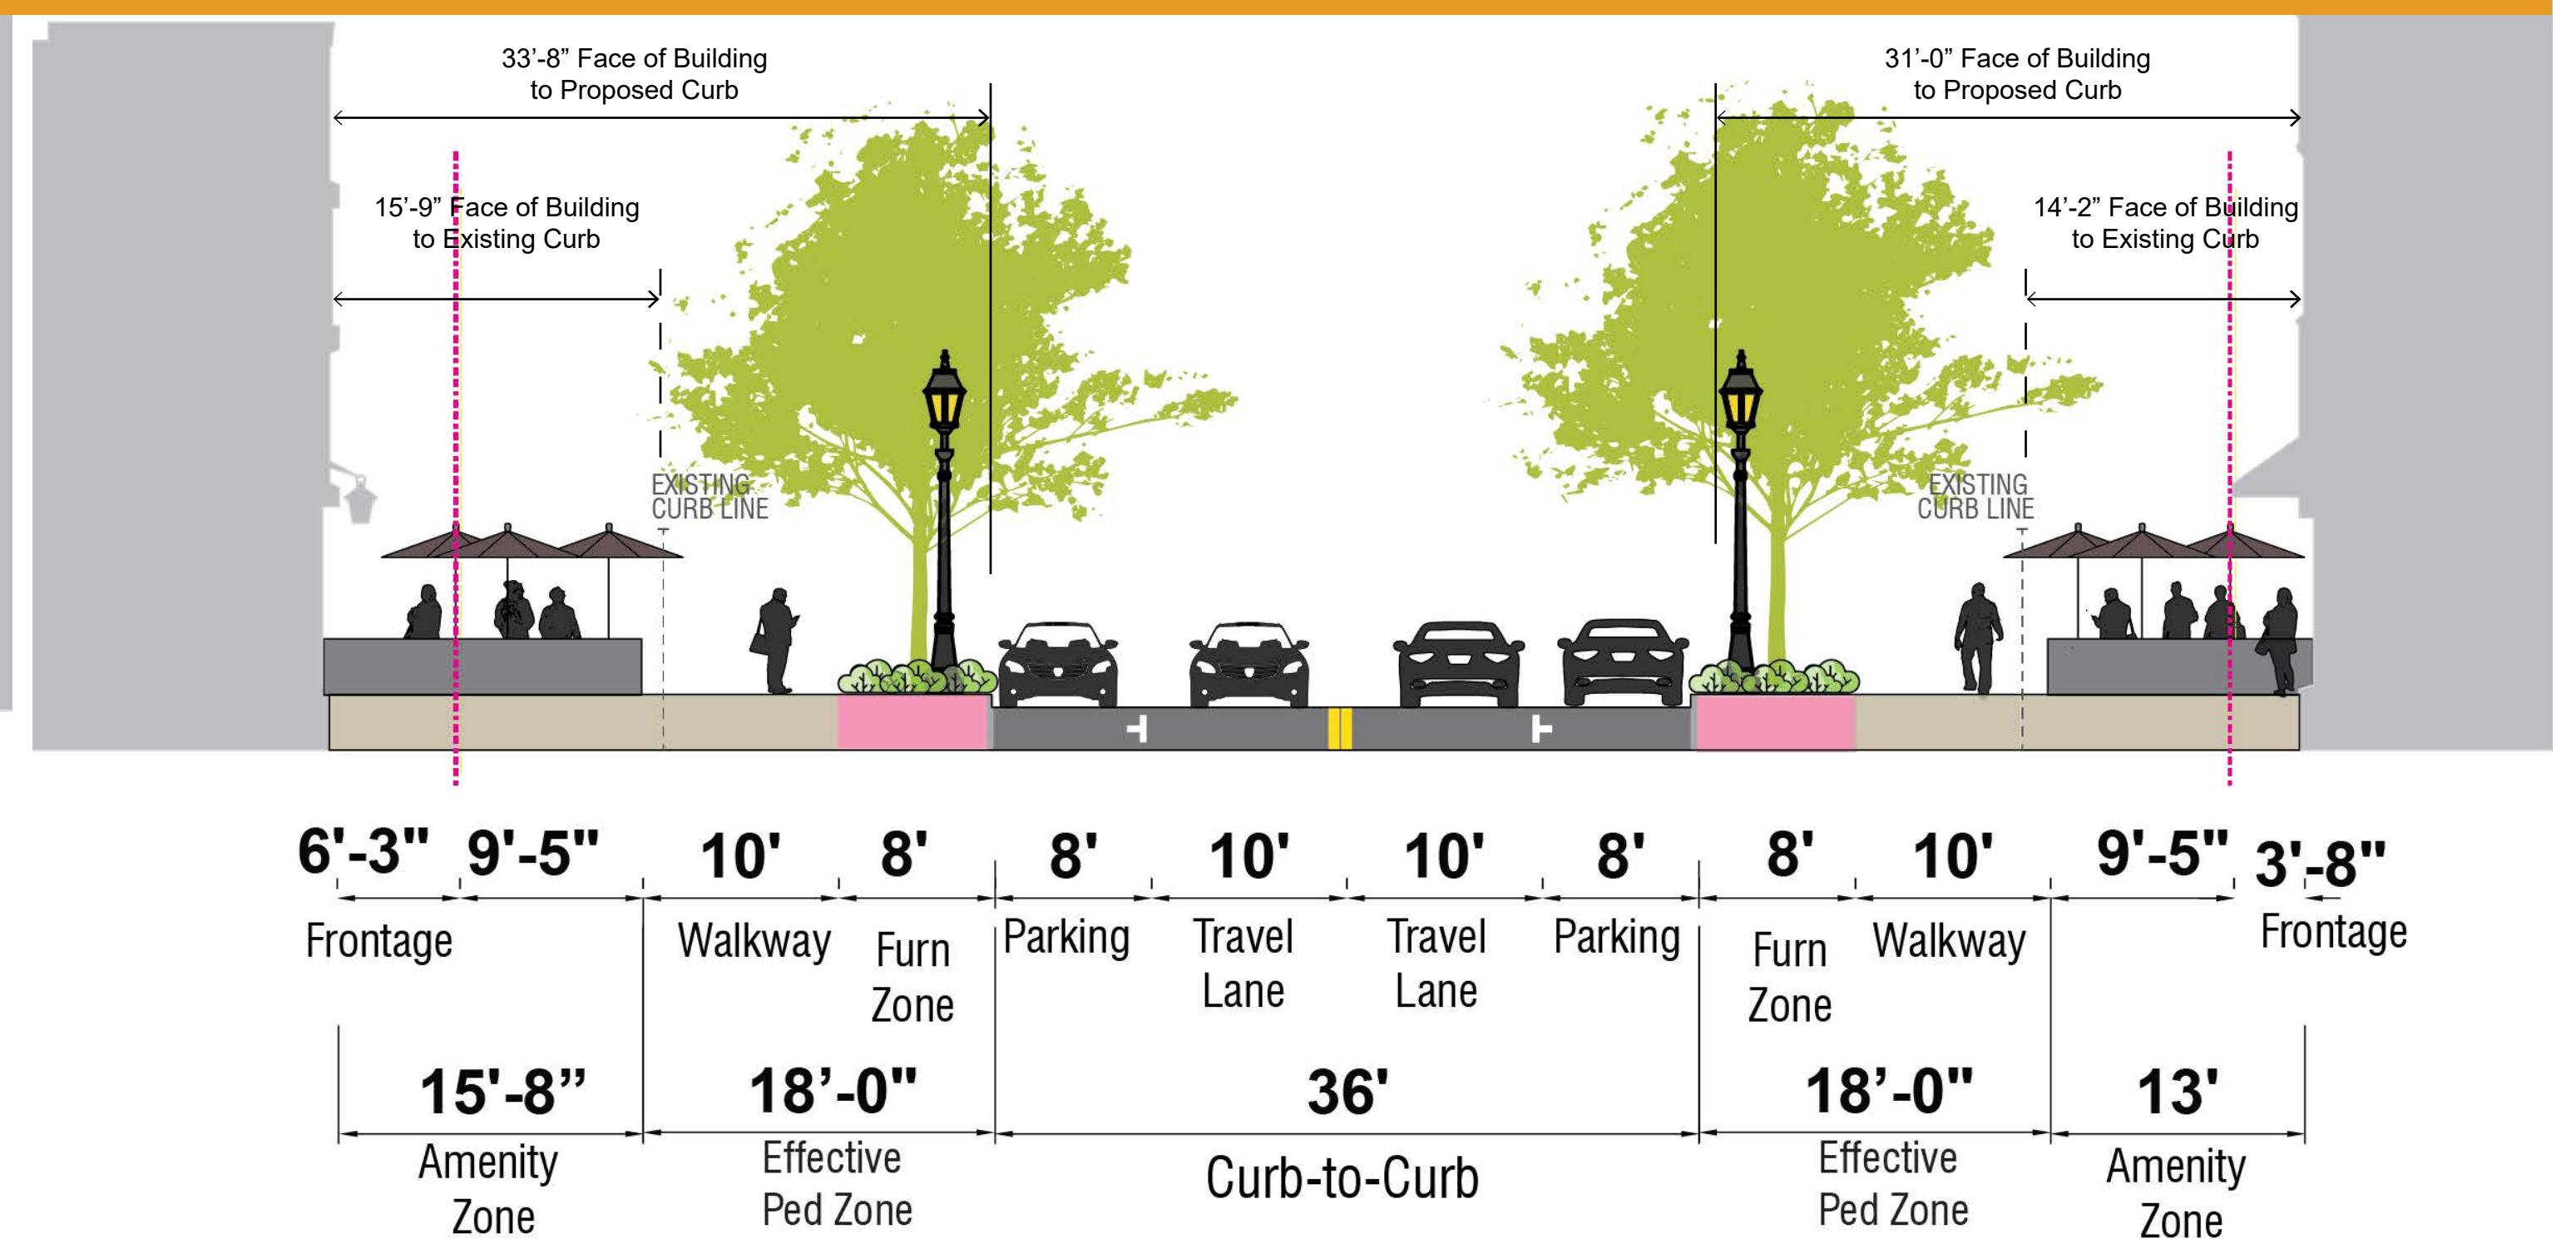 33’-8” Face of Building
to Proposed Curb
31’-0” Face of Building
to Proposed Curb
15’-9” Face of Building
to Existing Curb
14’-2” Face of Building
to Existing Curb
EXISTING
CURB LINE
EXISTING
CURB LINE
6'-3" 9'-5" 10' 8' 8' 10' 10' 8' 8' 10' 9'-5" 3'-8"
Frontage Walkway Furn Zone Parking Travel Lane Travel Lane Parking Furn Zone Walkway Frontage
15'-8” 18’-0" 36' 18’-0" 13'
Amenity
Zone
Effective
Ped Zone
Curb-to-Curb
Effective
Ped Zone
Amenity
Zone